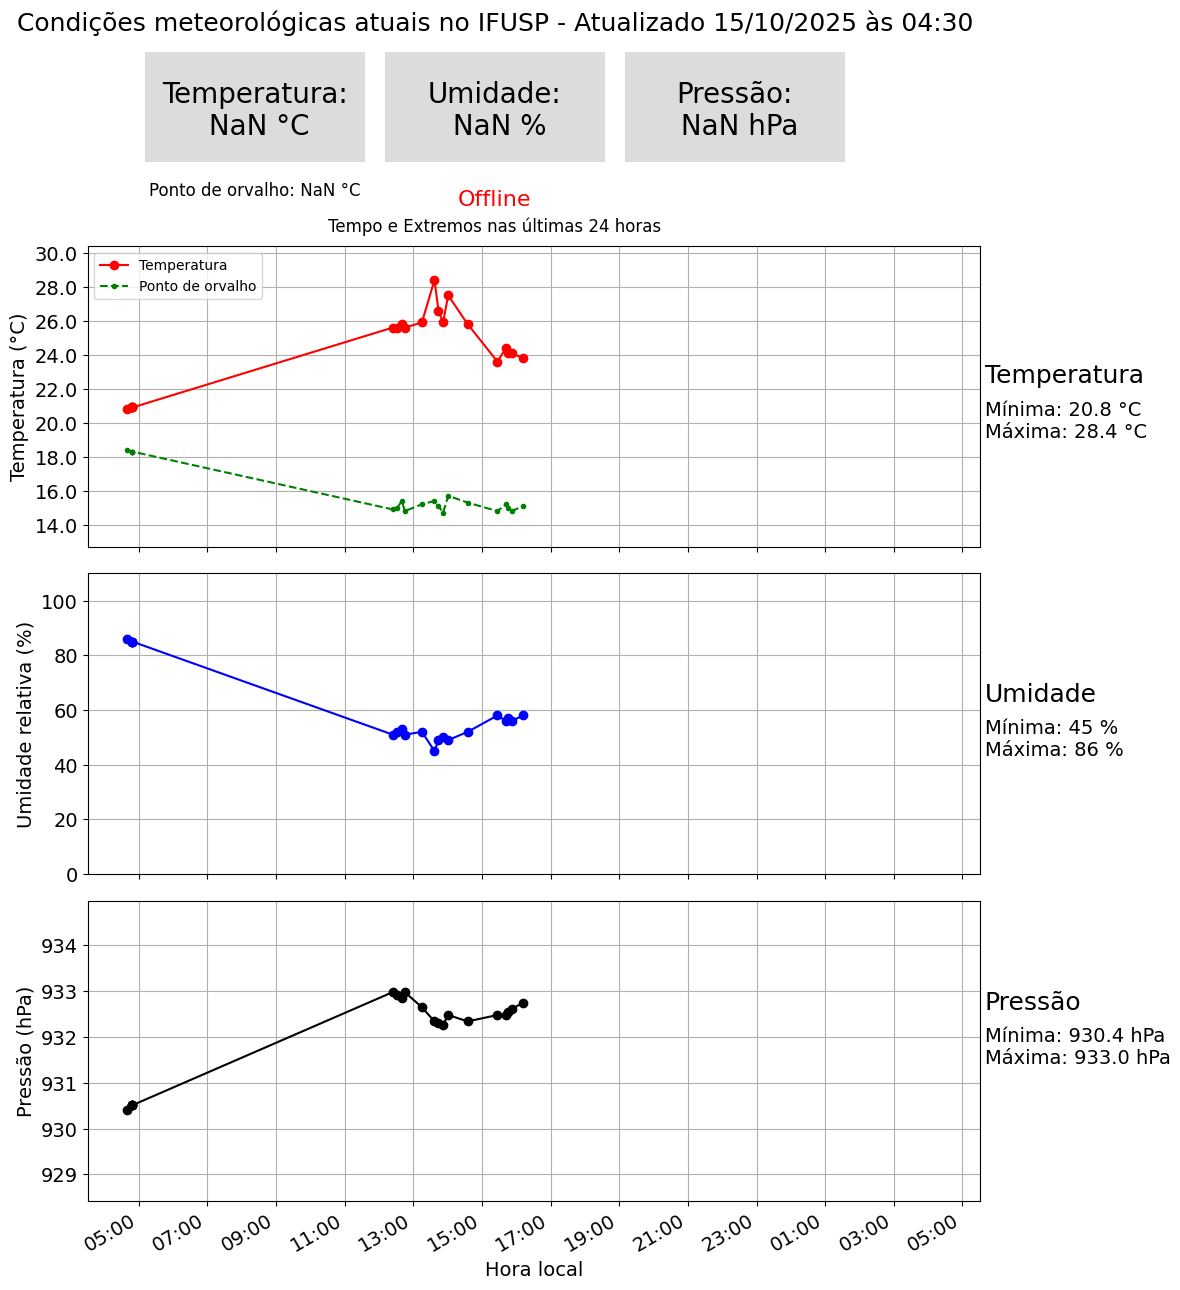 Condições meteorológicas atuais no IFUSP - Atualizado 15/10/2025 às 04:30
Temperatura:
NaN °C
Umidade:
NaN %
Pressão:
NaN hPa
Ponto de orvalho: NaN °C
Offline
Tempo e Extremos nas últimas 24 horas
Temperatura (°C)
30.0
28.0
26.0
24.0
22.0
20.0
18.0
16.0
14.0
Temperatura
Ponto de orvalho
Temperatura
Mínima: 20.8 °C
Máxima: 28.4 °C
Umidade relativa (%)
100
80
60
40
20
0
Umidade
Mínima: 45 %
Máxima: 86 %
Pressão (hPa)
934
933
932
931
930
929
Pressão
Mínima: 930.4 hPa
Máxima: 933.0 hPa
05:00 07:00 09:00 11:00 13:00 15:00 17:00 19:00 21:00 23:00 01:00 03:00 05:00
Hora local